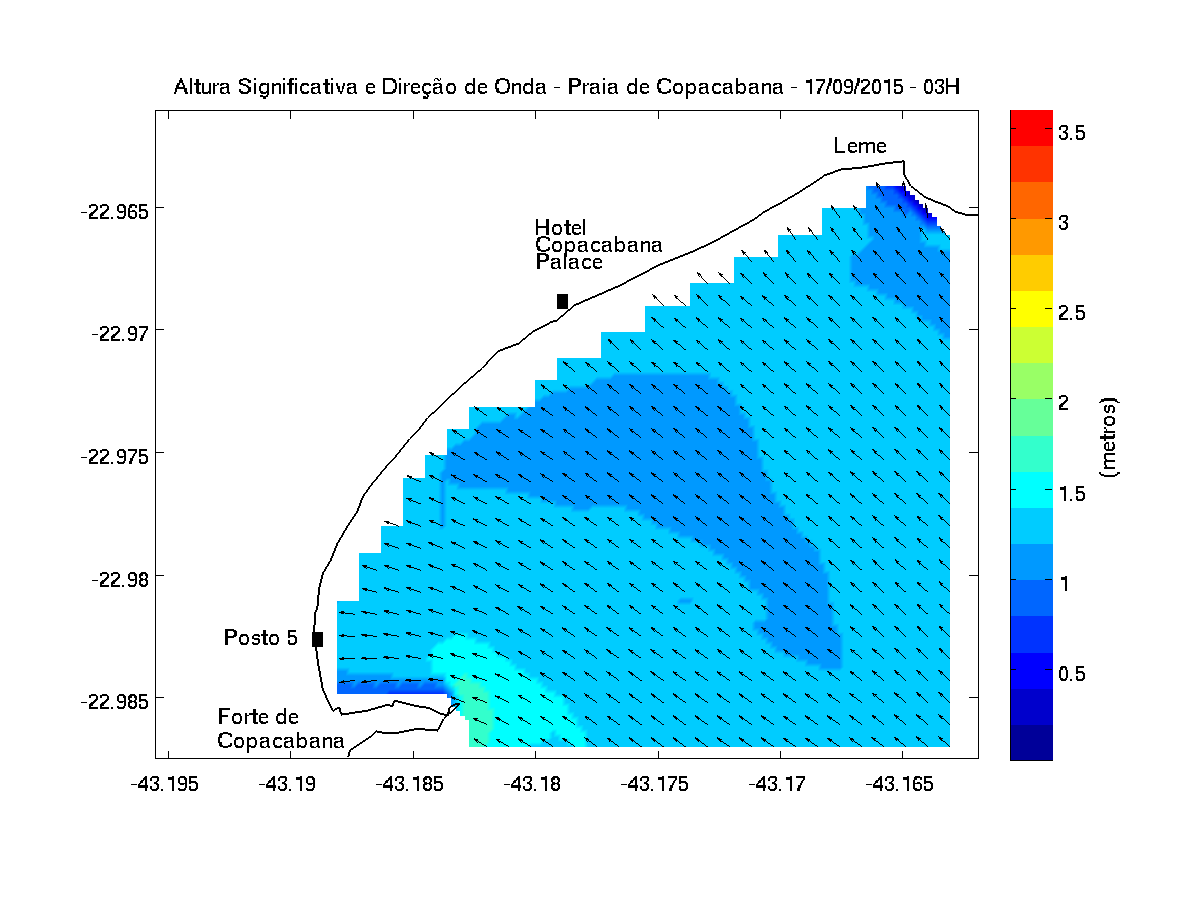 Altura Significativa e Direção de Onda - Praia de Copacabana - 17/09/2015 - 03H
Leme
Hotel
Copacabana
Palace
Posto 5
Forte de
Copacabana
-22.965
-22.97
-22.975
-22.98
-22.985
-43.195
-43.19
-43.185
-43.18
-43.175
-43.17
-43.165
3.5
3
2.5
2
1.5
1
0.5
(metros)